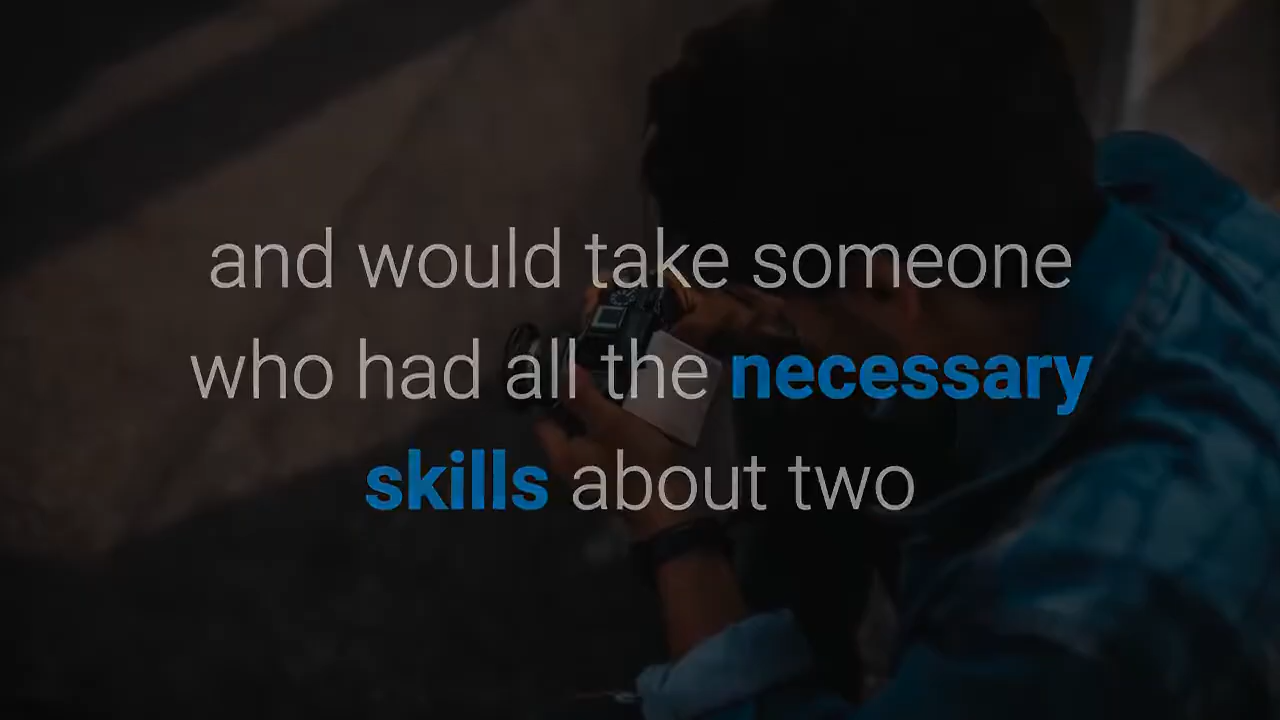 and would take someone
who had all the necessary
skills about two